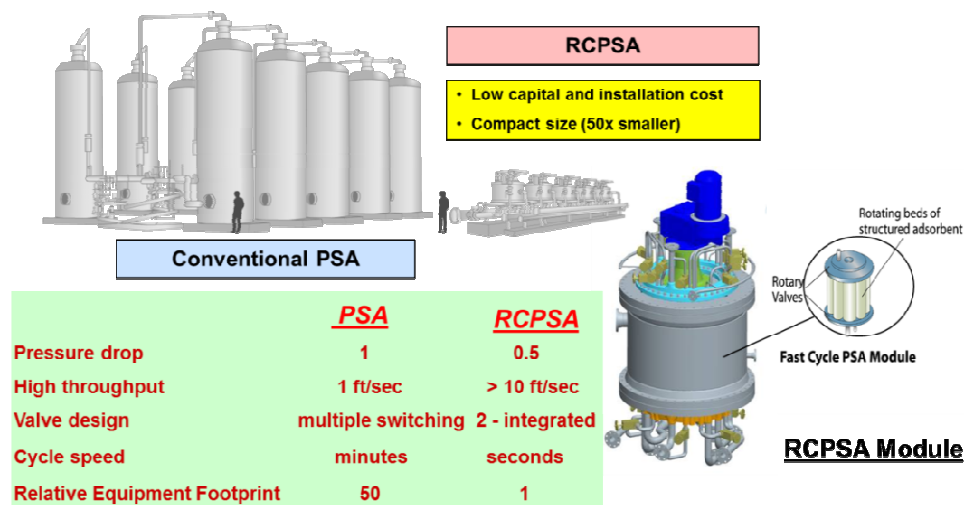 RCPSA
• Low capital and installation cost
• Compact size (50x smaller)
Conventional PSA
Rotating beds of
structured adsorbent
Rotary
Valves
Fast Cycle PSA Module
RCPSA Module
PSA RCPSA
Pressure drop 1 0.5
High throughput 1 ft/sec > 10 ft/sec
Valve design multiple switching 2 - integrated
Cycle speed minutes seconds
Relative Equipment Footprint 50 1